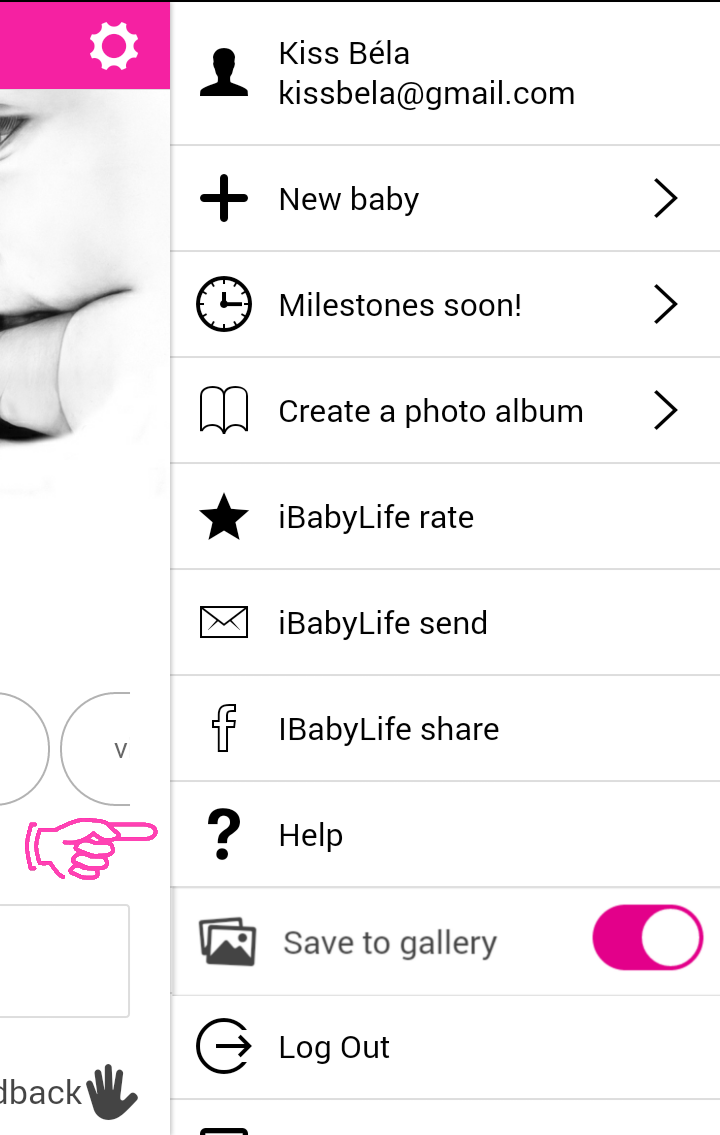 Kiss Béla
kissbela@gmail.com
New baby
Milestones soon!
Create a photo album
iBabyLife rate
iBabyLife send
IBabyLife share
v
Help
Save to gallery
Log Out
dback